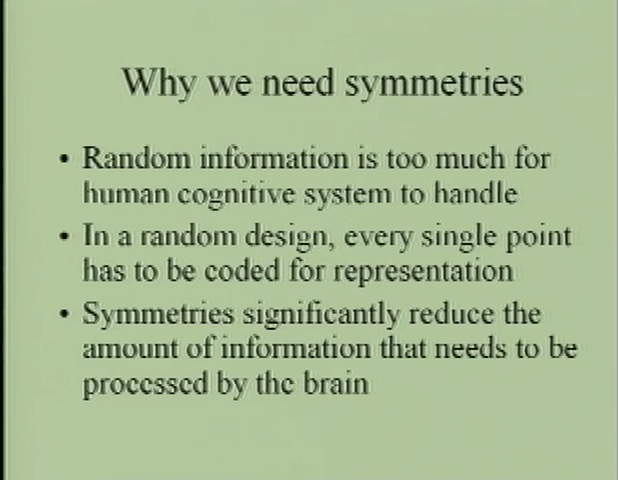 Why we need symmetries
• Random information is too much for
human cognitive system to handle
• In a random design, every single point
has to be coded for representation
• Symmetries significantly reduce the
amount of information that needs to be
processed by the brain